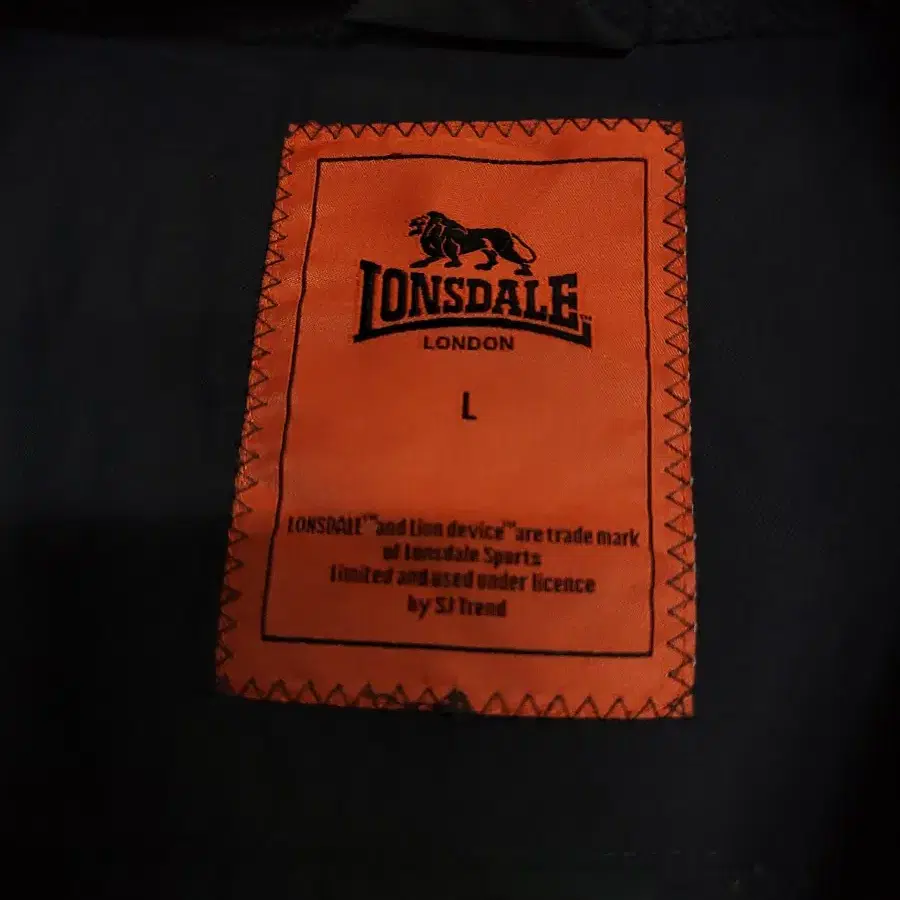 LONSDALE™
LONDON
L
LONSDALE™ and Lion device™ are trade mark
of Lonsdale Sports
Limited and used under licence
by SJ Trend